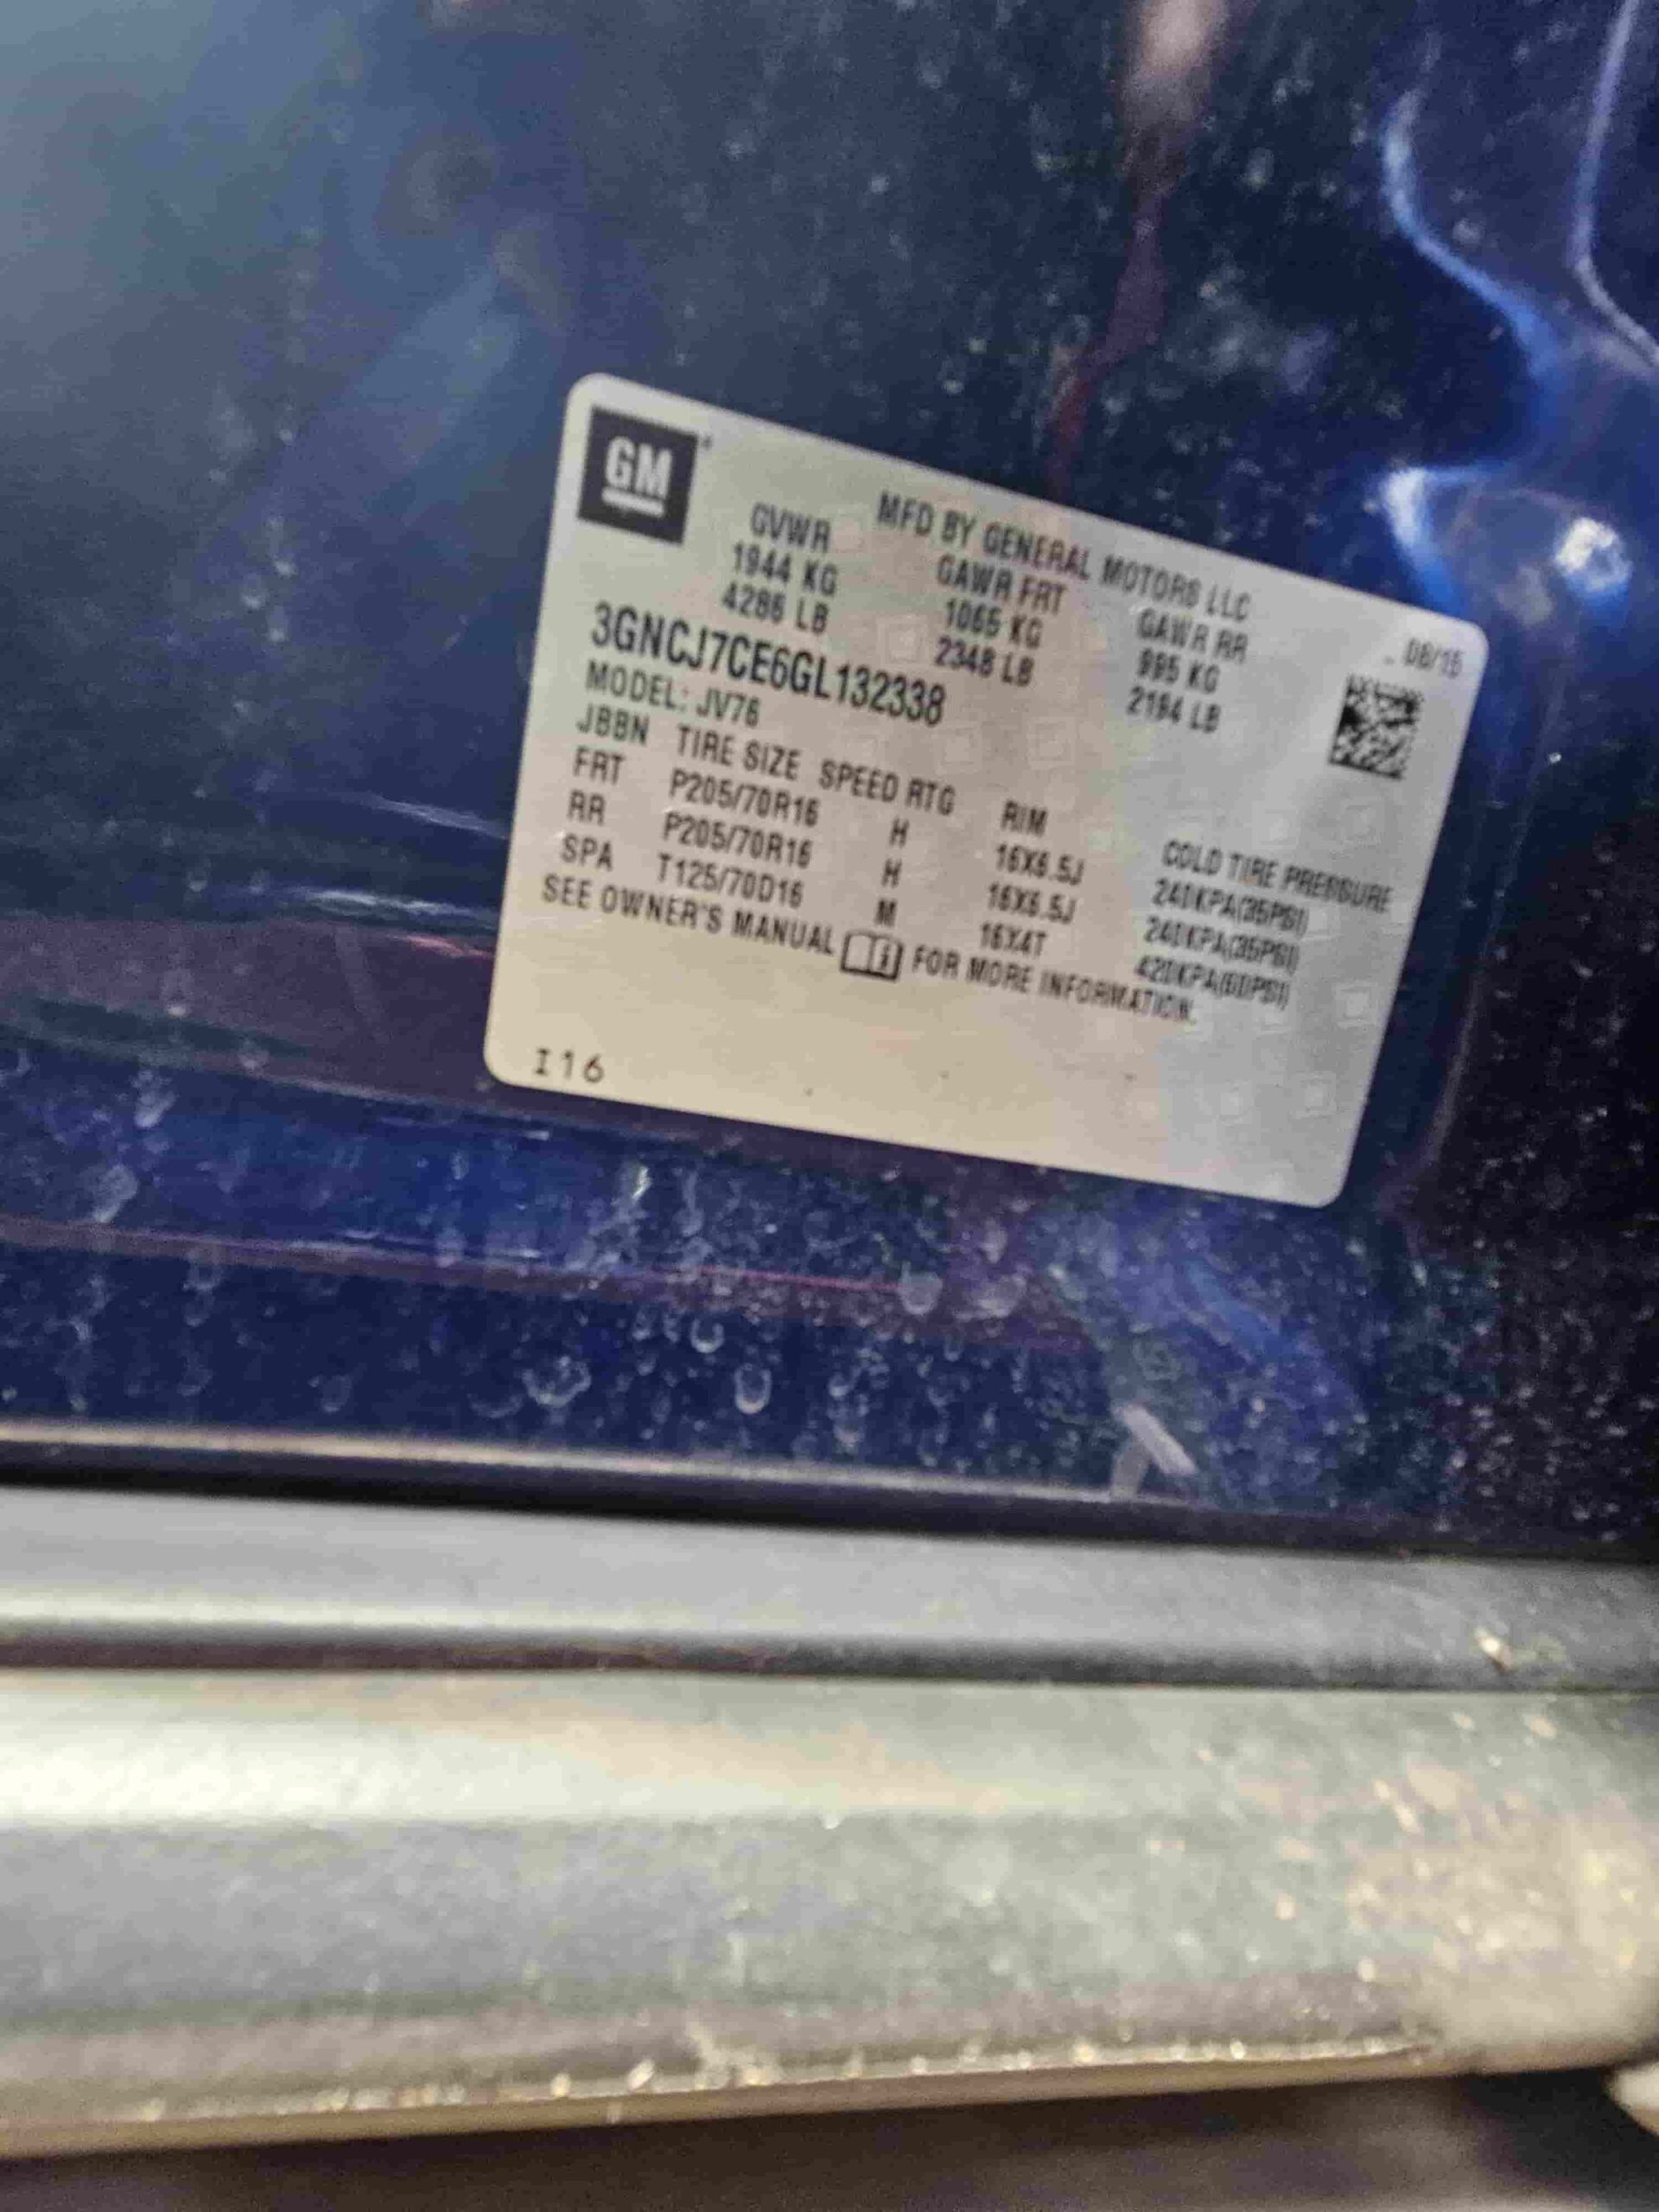 GM
MFD BY GENERAL MOTORS LLC
08/15
GVWR GAWR FRT GAWR RR
1944 KG 1065 KG 995 KG
4286 LB 2348 LB 2194 LB
3GNCJ7CE6GL132338
MODEL: JV76
JBBN TIRE SIZE SPEED RTG RIM COLD TIRE PRESSURE
FRT P205/70R16 H 16X6.5J 240KPA(35PSI)
RR P205/70R16 H 16X6.5J 240KPA(35PSI)
SPA T125/70D16 M 16X4T 420KPA(60PSI)
SEE OWNER'S MANUAL FOR MORE INFORMATION.
I16